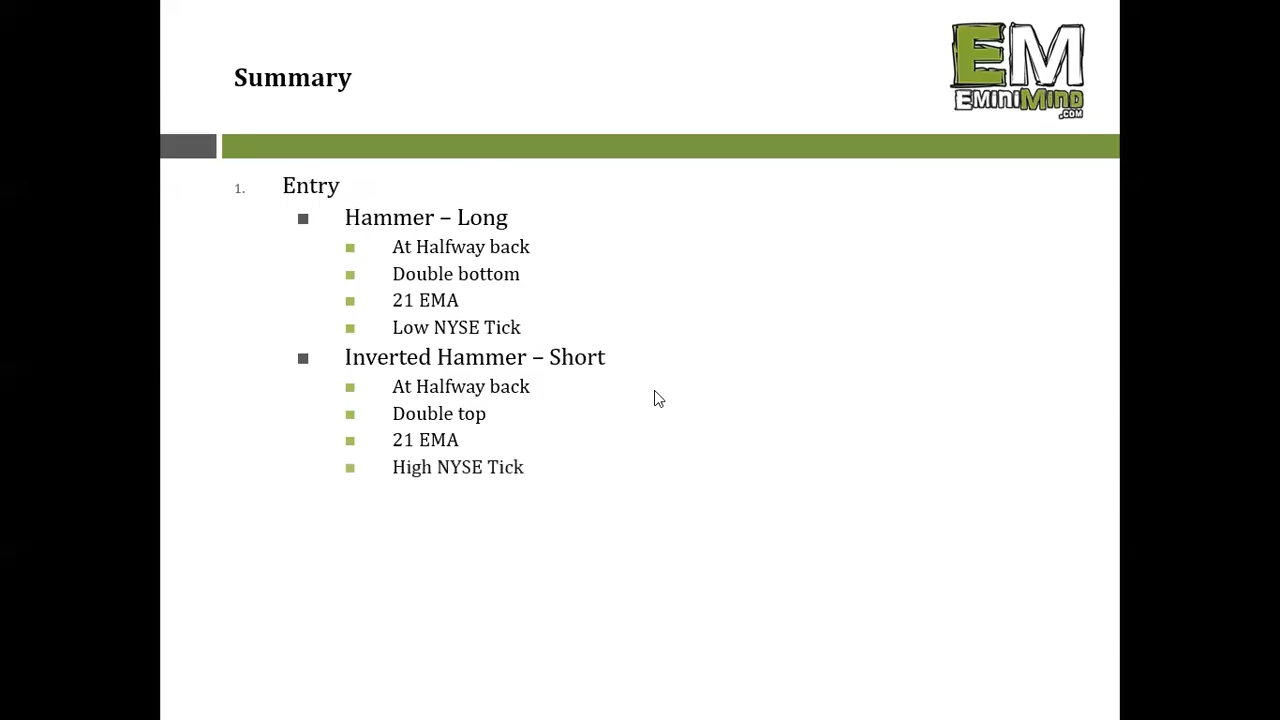 Summary
EM
EMiniMind
.COM
1. Entry
Hammer – Long
At Halfway back
Double bottom
21 EMA
Low NYSE Tick
Inverted Hammer – Short
At Halfway back
Double top
21 EMA
High NYSE Tick